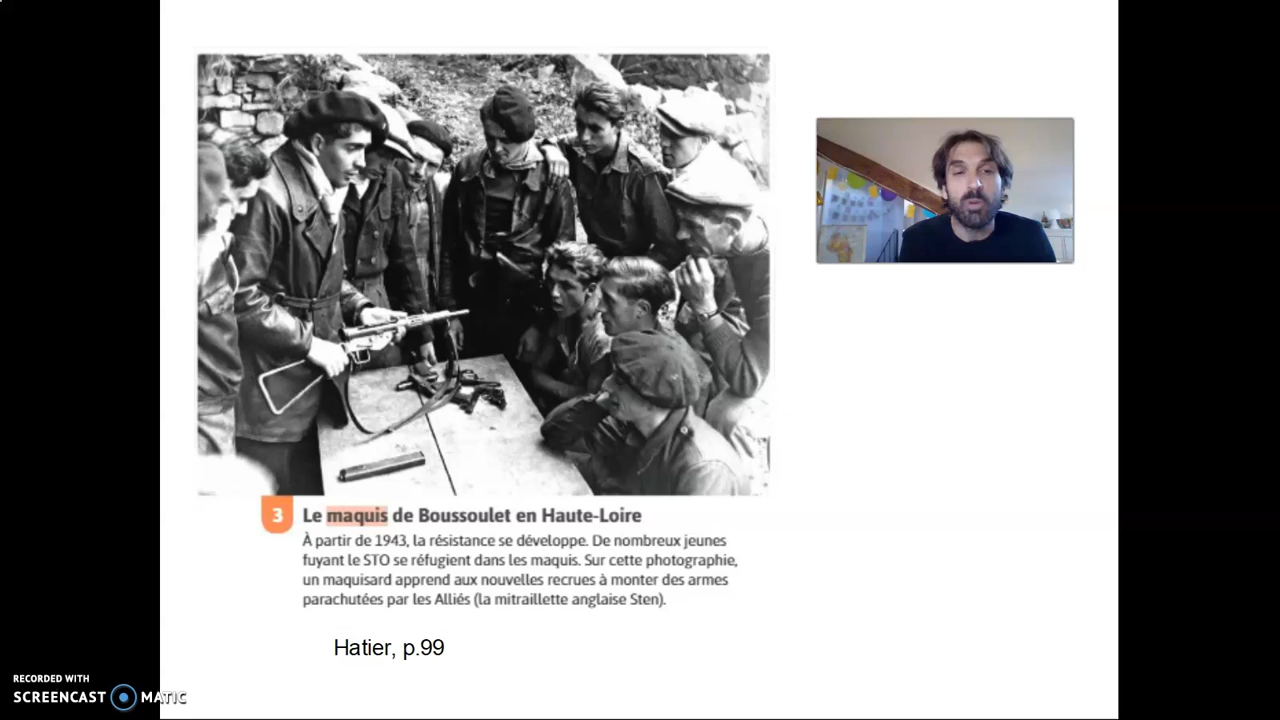 3
Le maquis de Boussoulet en Haute-Loire
À partir de 1943, la résistance se développe. De nombreux jeunes
fuyant le STO se réfugient dans les maquis. Sur cette photographie,
un maquisard apprend aux nouvelles recrues à monter des armes
parachutées par les Alliés (la mitraillette anglaise Sten).
Hatier, p.99
RECORDED WITH
SCREENCAST MATIC